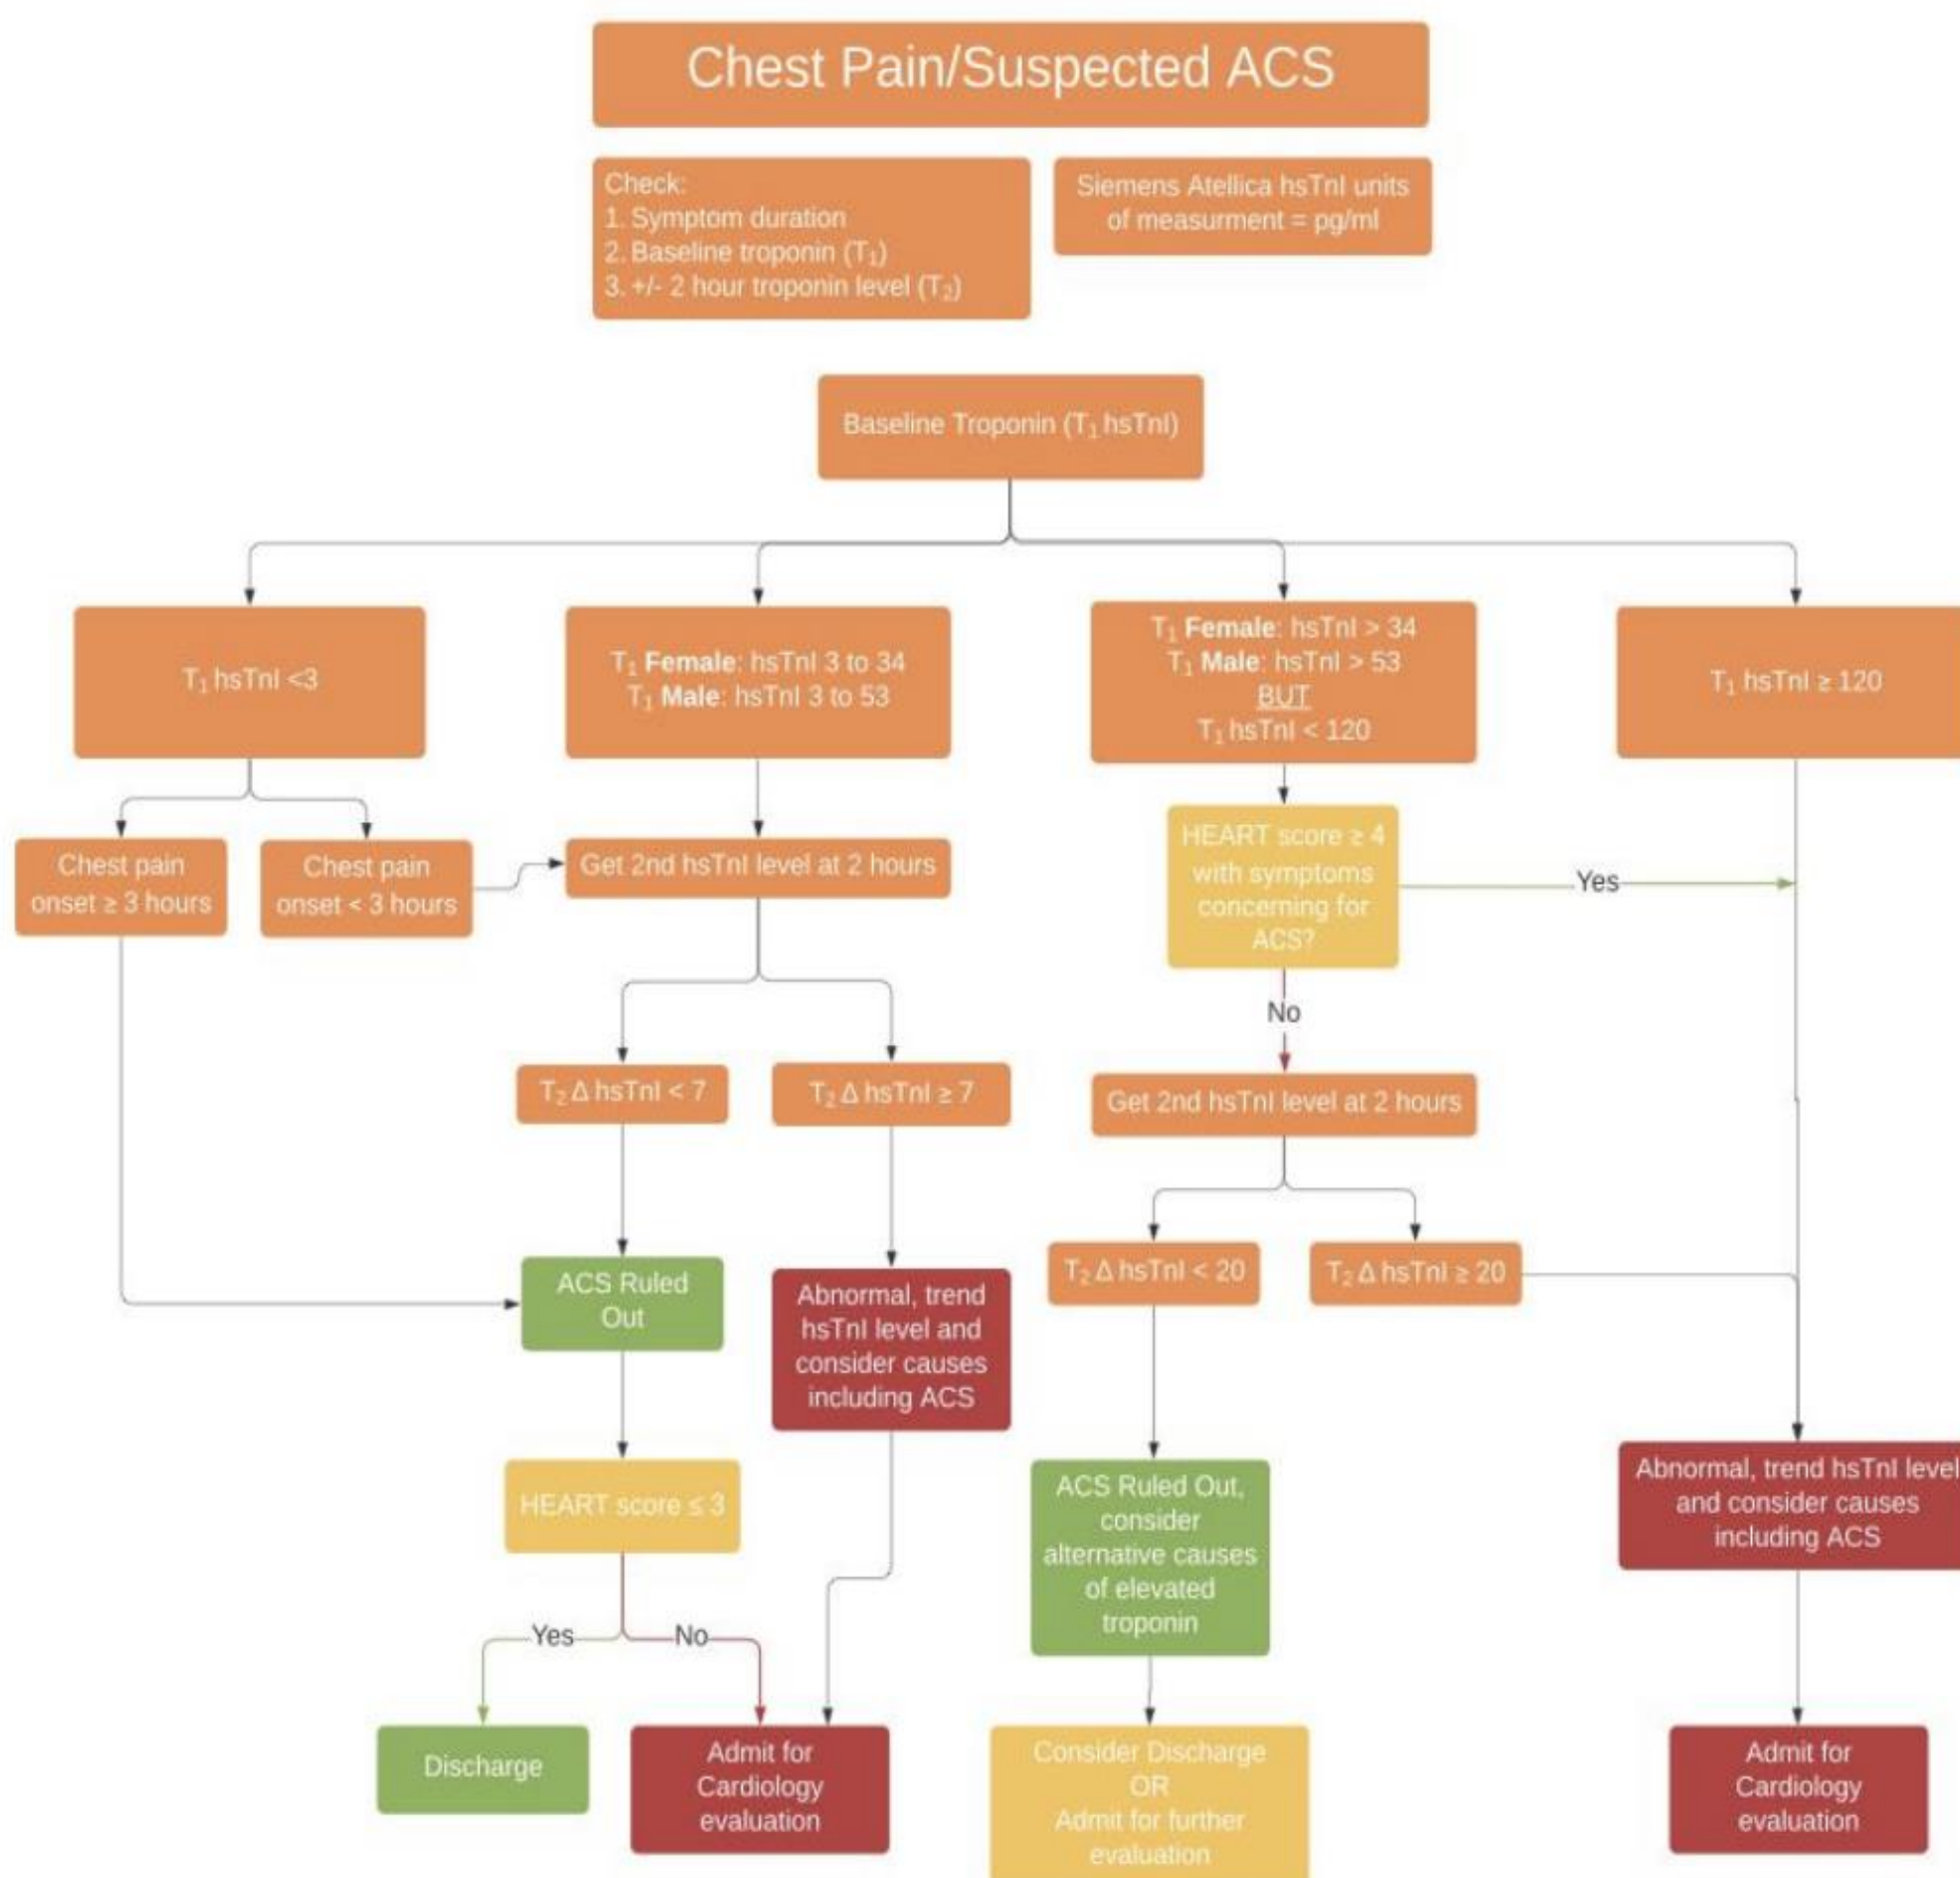 Chest Pain/Suspected ACS
Check:
1. Symptom duration
2. Baseline troponin (T₁)
3. +/- 2 hour troponin level (T₂)
Siemens Atellica hsTnI units
of measurment = pg/ml
Baseline Troponin (T₁ hsTnI)
T₁ hsTnI <3
T₁ Female: hsTnI 3 to 34
T₁ Male: hsTnI 3 to 53
T₁ Female: hsTnI > 34
T₁ Male: hsTnI > 53
BUT
T₁ hsTnI < 120
T₁ hsTnI ≥ 120
Chest pain
onset ≥ 3 hours
Chest pain
onset < 3 hours
Get 2nd hsTnI level at 2 hours
HEART score ≥ 4
with symptoms
concerning for
ACS?
Yes
No
T₂ Δ hsTnI < 7
T₂ Δ hsTnI ≥ 7
Get 2nd hsTnI level at 2 hours
T₂ Δ hsTnI < 20
T₂ Δ hsTnI ≥ 20
ACS Ruled
Out
Abnormal, trend
hsTnI level and
consider causes
including ACS
HEART score ≤ 3
ACS Ruled Out,
consider
alternative causes
of elevated
troponin
Abnormal, trend hsTnI level
and consider causes
including ACS
Yes
No
Discharge
Admit for
Cardiology
evaluation
Consider Discharge
OR
Admit for further
evaluation
Admit for
Cardiology
evaluation